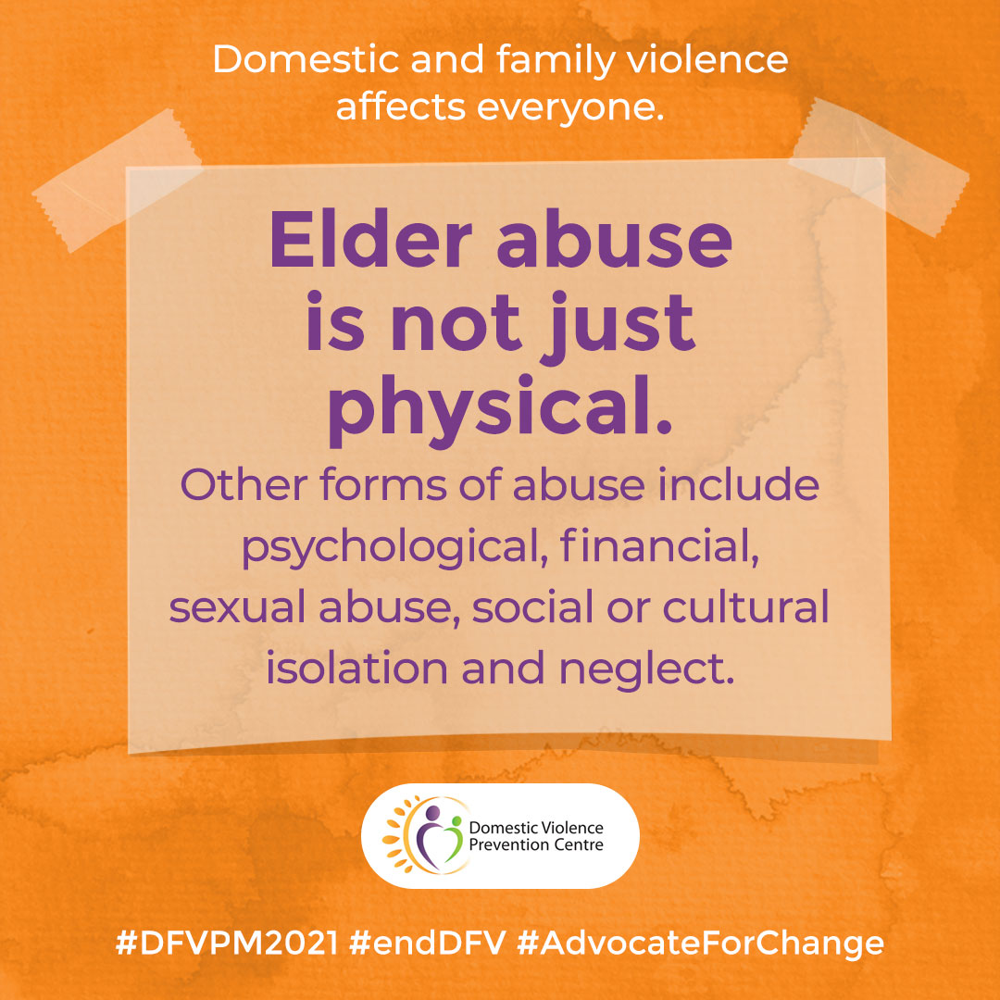 Domestic and family violence
affects everyone.
Elder abuse
is not just
physical.
Other forms of abuse include
psychological, financial,
sexual abuse, social or cultural
isolation and neglect.
Domestic Violence
Prevention Centre
#DFVPM2021 #endDFV #AdvocateForChange